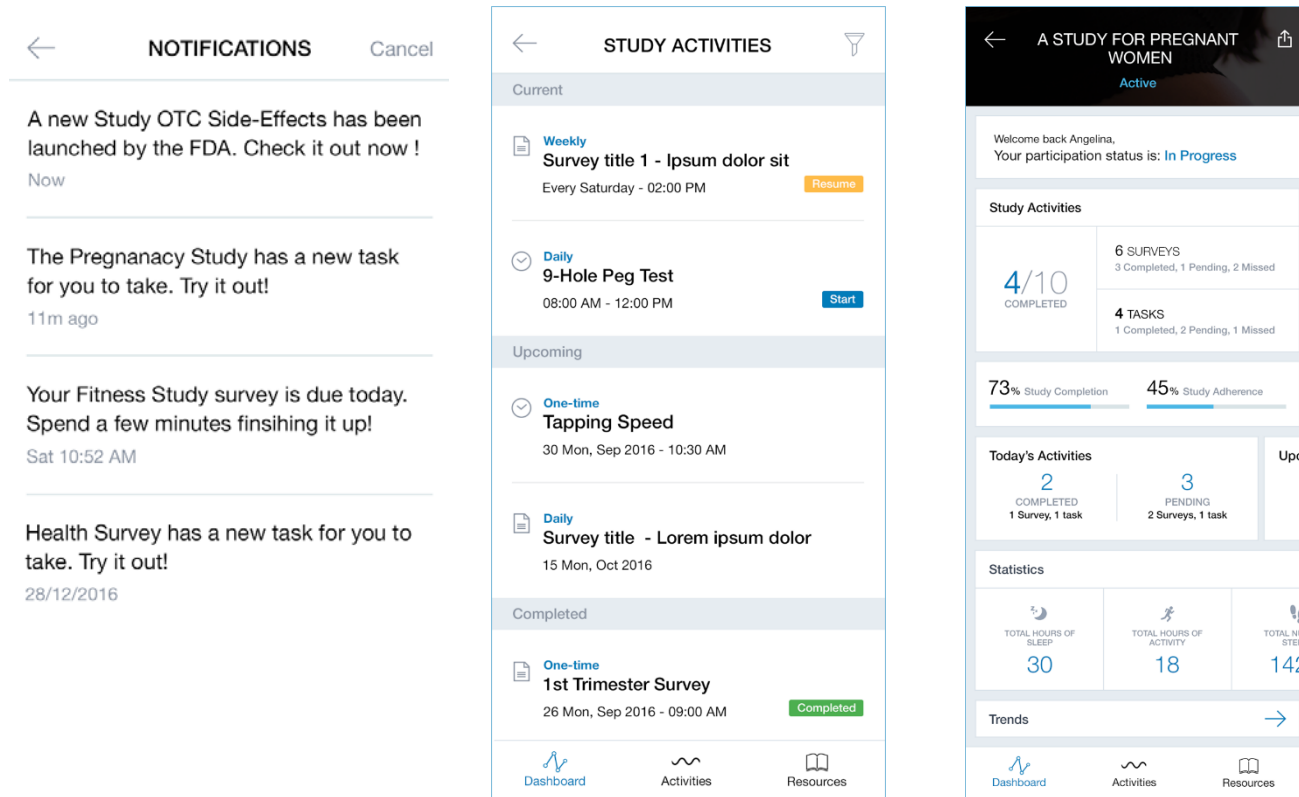 NOTIFICATIONS
Cancel
A new Study OTC Side-Effects has been
launched by the FDA. Check it out now !
Now
The Pregnanacy Study has a new task
for you to take. Try it out!
11m ago
Your Fitness Study survey is due today.
Spend a few minutes finsihing it up!
Sat 10:52 AM
Health Survey has a new task for you to
take. Try it out!
28/12/2016
STUDY ACTIVITIES
Current
Weekly
Survey title 1 - Ipsum dolor sit
Every Saturday - 02:00 PM
Resume
Daily
9-Hole Peg Test
08:00 AM - 12:00 PM
Start
Upcoming
One-time
Tapping Speed
30 Mon, Sep 2016 - 10:30 AM
Daily
Survey title  - Lorem ipsum dolor
15 Mon, Oct 2016
Completed
One-time
1st Trimester Survey
26 Mon, Sep 2016 - 09:00 AM
Completed
Dashboard
Activities
Resources
A STUDY FOR PREGNANT
WOMEN
Active
Welcome back Angelina,
Your participation status is: In Progress
Study Activities
4/10
COMPLETED
6 SURVEYS
3 Completed, 1 Pending, 2 Missed
4 TASKS
1 Completed, 2 Pending, 1 Missed
73% Study Completion
45% Study Adherence
Today's Activities
2
COMPLETED
1 Survey, 1 task
3
PENDING
2 Surveys, 1 task
Statistics
TOTAL HOURS OF
SLEEP
30
TOTAL HOURS OF
ACTIVITY
18
TOTAL
142
Trends
Dashboard
Activities
Resources